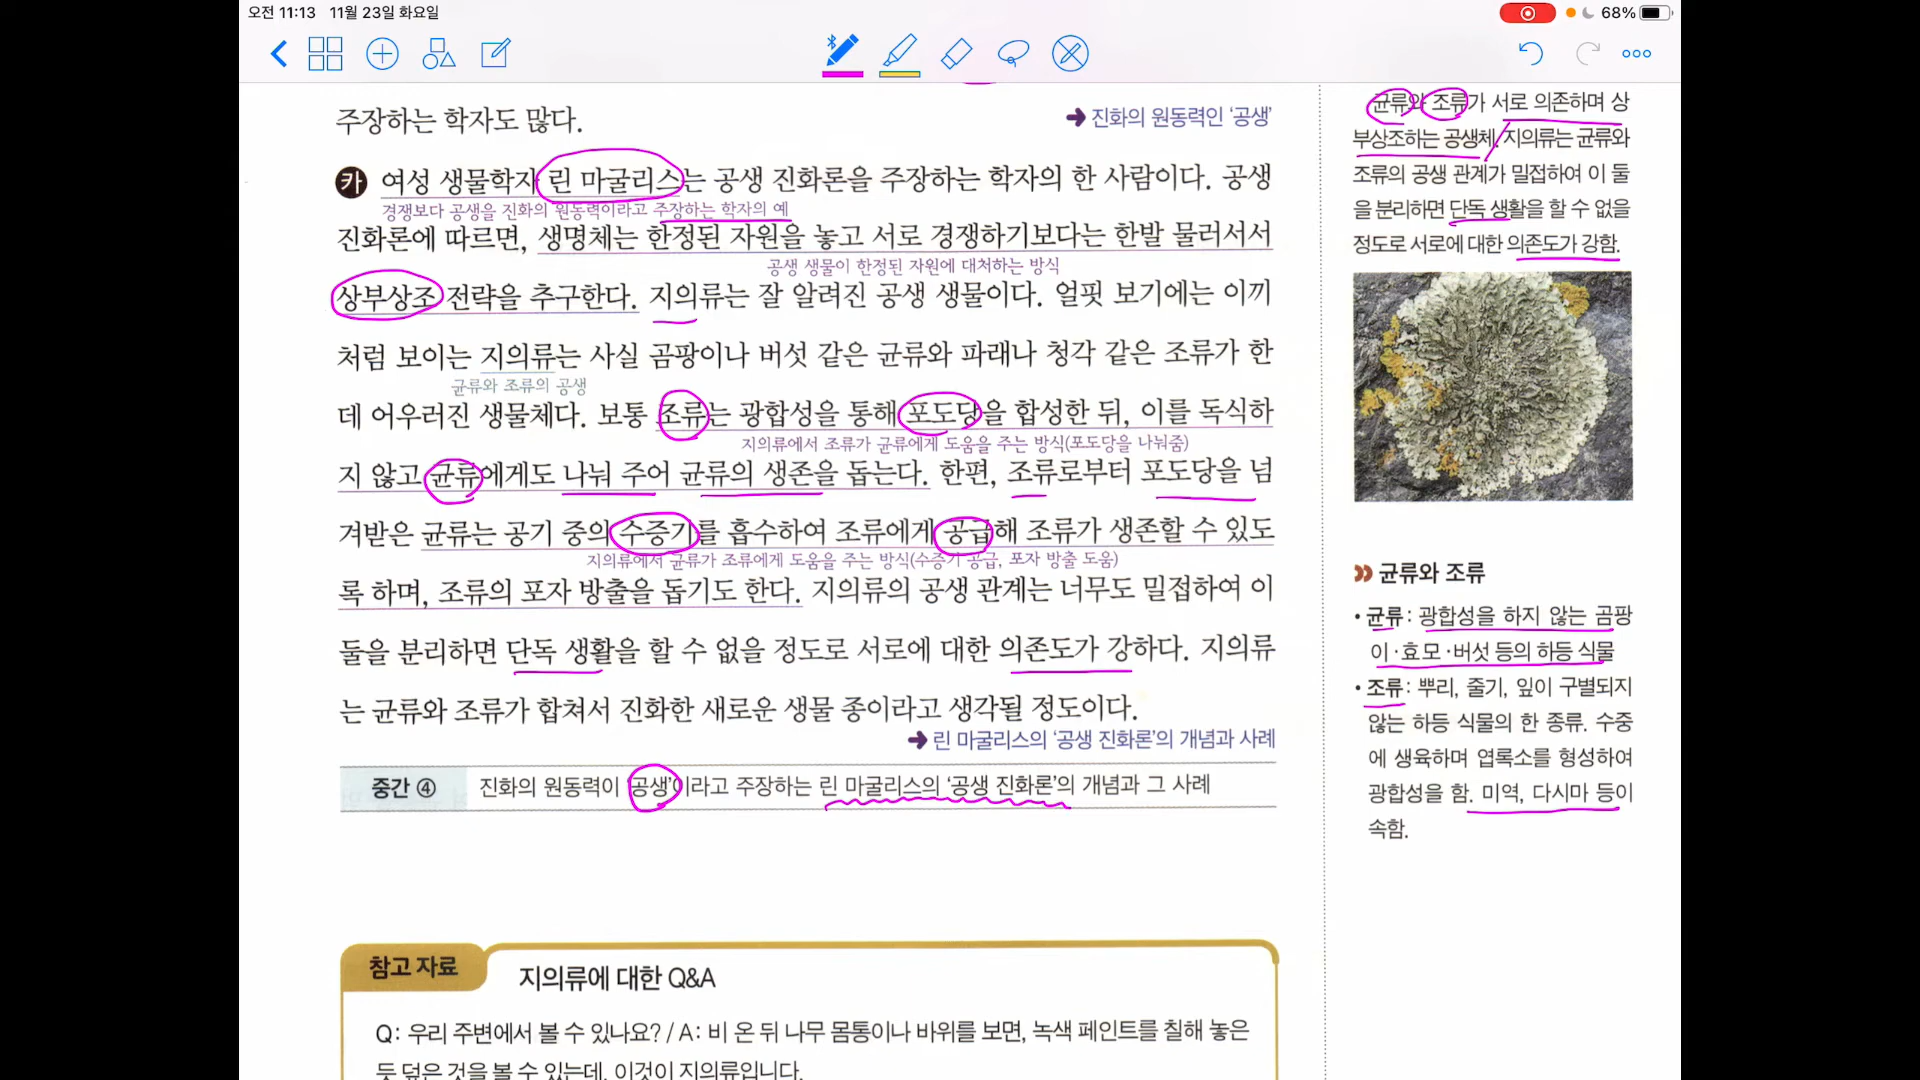 오전 11:13 11월 23일 화요일
68%
주장하는 학자도 많다.
➔ 진화의 원동력인 '공생'
카 여성 생물학자 린 마굴리스는 공생 진화론을 주장하는 학자의 한 사람이다. 공생
경쟁보다 공생을 진화의 원동력이라고 주장하는 학자의 예
진화론에 따르면, 생명체는 한정된 자원을 놓고 서로 경쟁하기보다는 한발 물러서서
공생 생물이 한정된 자원에 대처하는 방식
상부상조 전략을 추구한다. 지의류는 잘 알려진 공생 생물이다. 얼핏 보기에는 이끼
처럼 보이는 지의류는 사실 곰팡이나 버섯 같은 균류와 파래나 청각 같은 조류가 한
균류와 조류의 공생
데 어우러진 생물체다. 보통 조류는 광합성을 통해 포도당을 합성한 뒤, 이를 독식하
지의류에서 조류가 균류에게 도움을 주는 방식(포도당을 나눠줌)
지 않고 균류에게도 나눠 주어 균류의 생존을 돕는다. 한편, 조류로부터 포도당을 넘
겨받은 균류는 공기 중의 수증기를 흡수하여 조류에게 공급해 조류가 생존할 수 있도
지의류에서 균류가 조류에게 도움을 주는 방식(수증기 공급, 포자 방출 도움)
록 하며, 조류의 포자 방출을 돕기도 한다. 지의류의 공생 관계는 너무도 밀접하여 이
둘을 분리하면 단독 생활을 할 수 없을 정도로 서로에 대한 의존도가 강하다. 지의류
는 균류와 조류가 합쳐서 진화한 새로운 생물 종이라고 생각될 정도이다.
➔ 린 마굴리스의 '공생 진화론'의 개념과 사례
중간 ④ 진화의 원동력이 '공생'이라고 주장하는 린 마굴리스의 '공생 진화론'의 개념과 그 사례
참고 자료 지의류에 대한 Q&A
Q: 우리 주변에서 볼 수 있나요? / A: 비 온 뒤 나무 몸통이나 바위를 보면, 녹색 페인트를 칠해 놓은
듯 덮은 것을 볼 수 있는데, 이것이 지의류입니다.
균류와 조류가 서로 의존하며 상
부상조하는 공생체. 지의류는 균류와
조류의 공생 관계가 밀접하여 이 둘
을 분리하면 단독 생활을 할 수 없을
정도로 서로에 대한 의존도가 강함.
균류와 조류
• 균류: 광합성을 하지 않는 곰팡
이·효모·버섯 등의 하등 식물
• 조류: 뿌리, 줄기, 잎이 구별되지
않는 하등 식물의 한 종류. 수중
에 생육하며 엽록소를 형성하여
광합성을 함. 미역, 다시마 등이
속함.